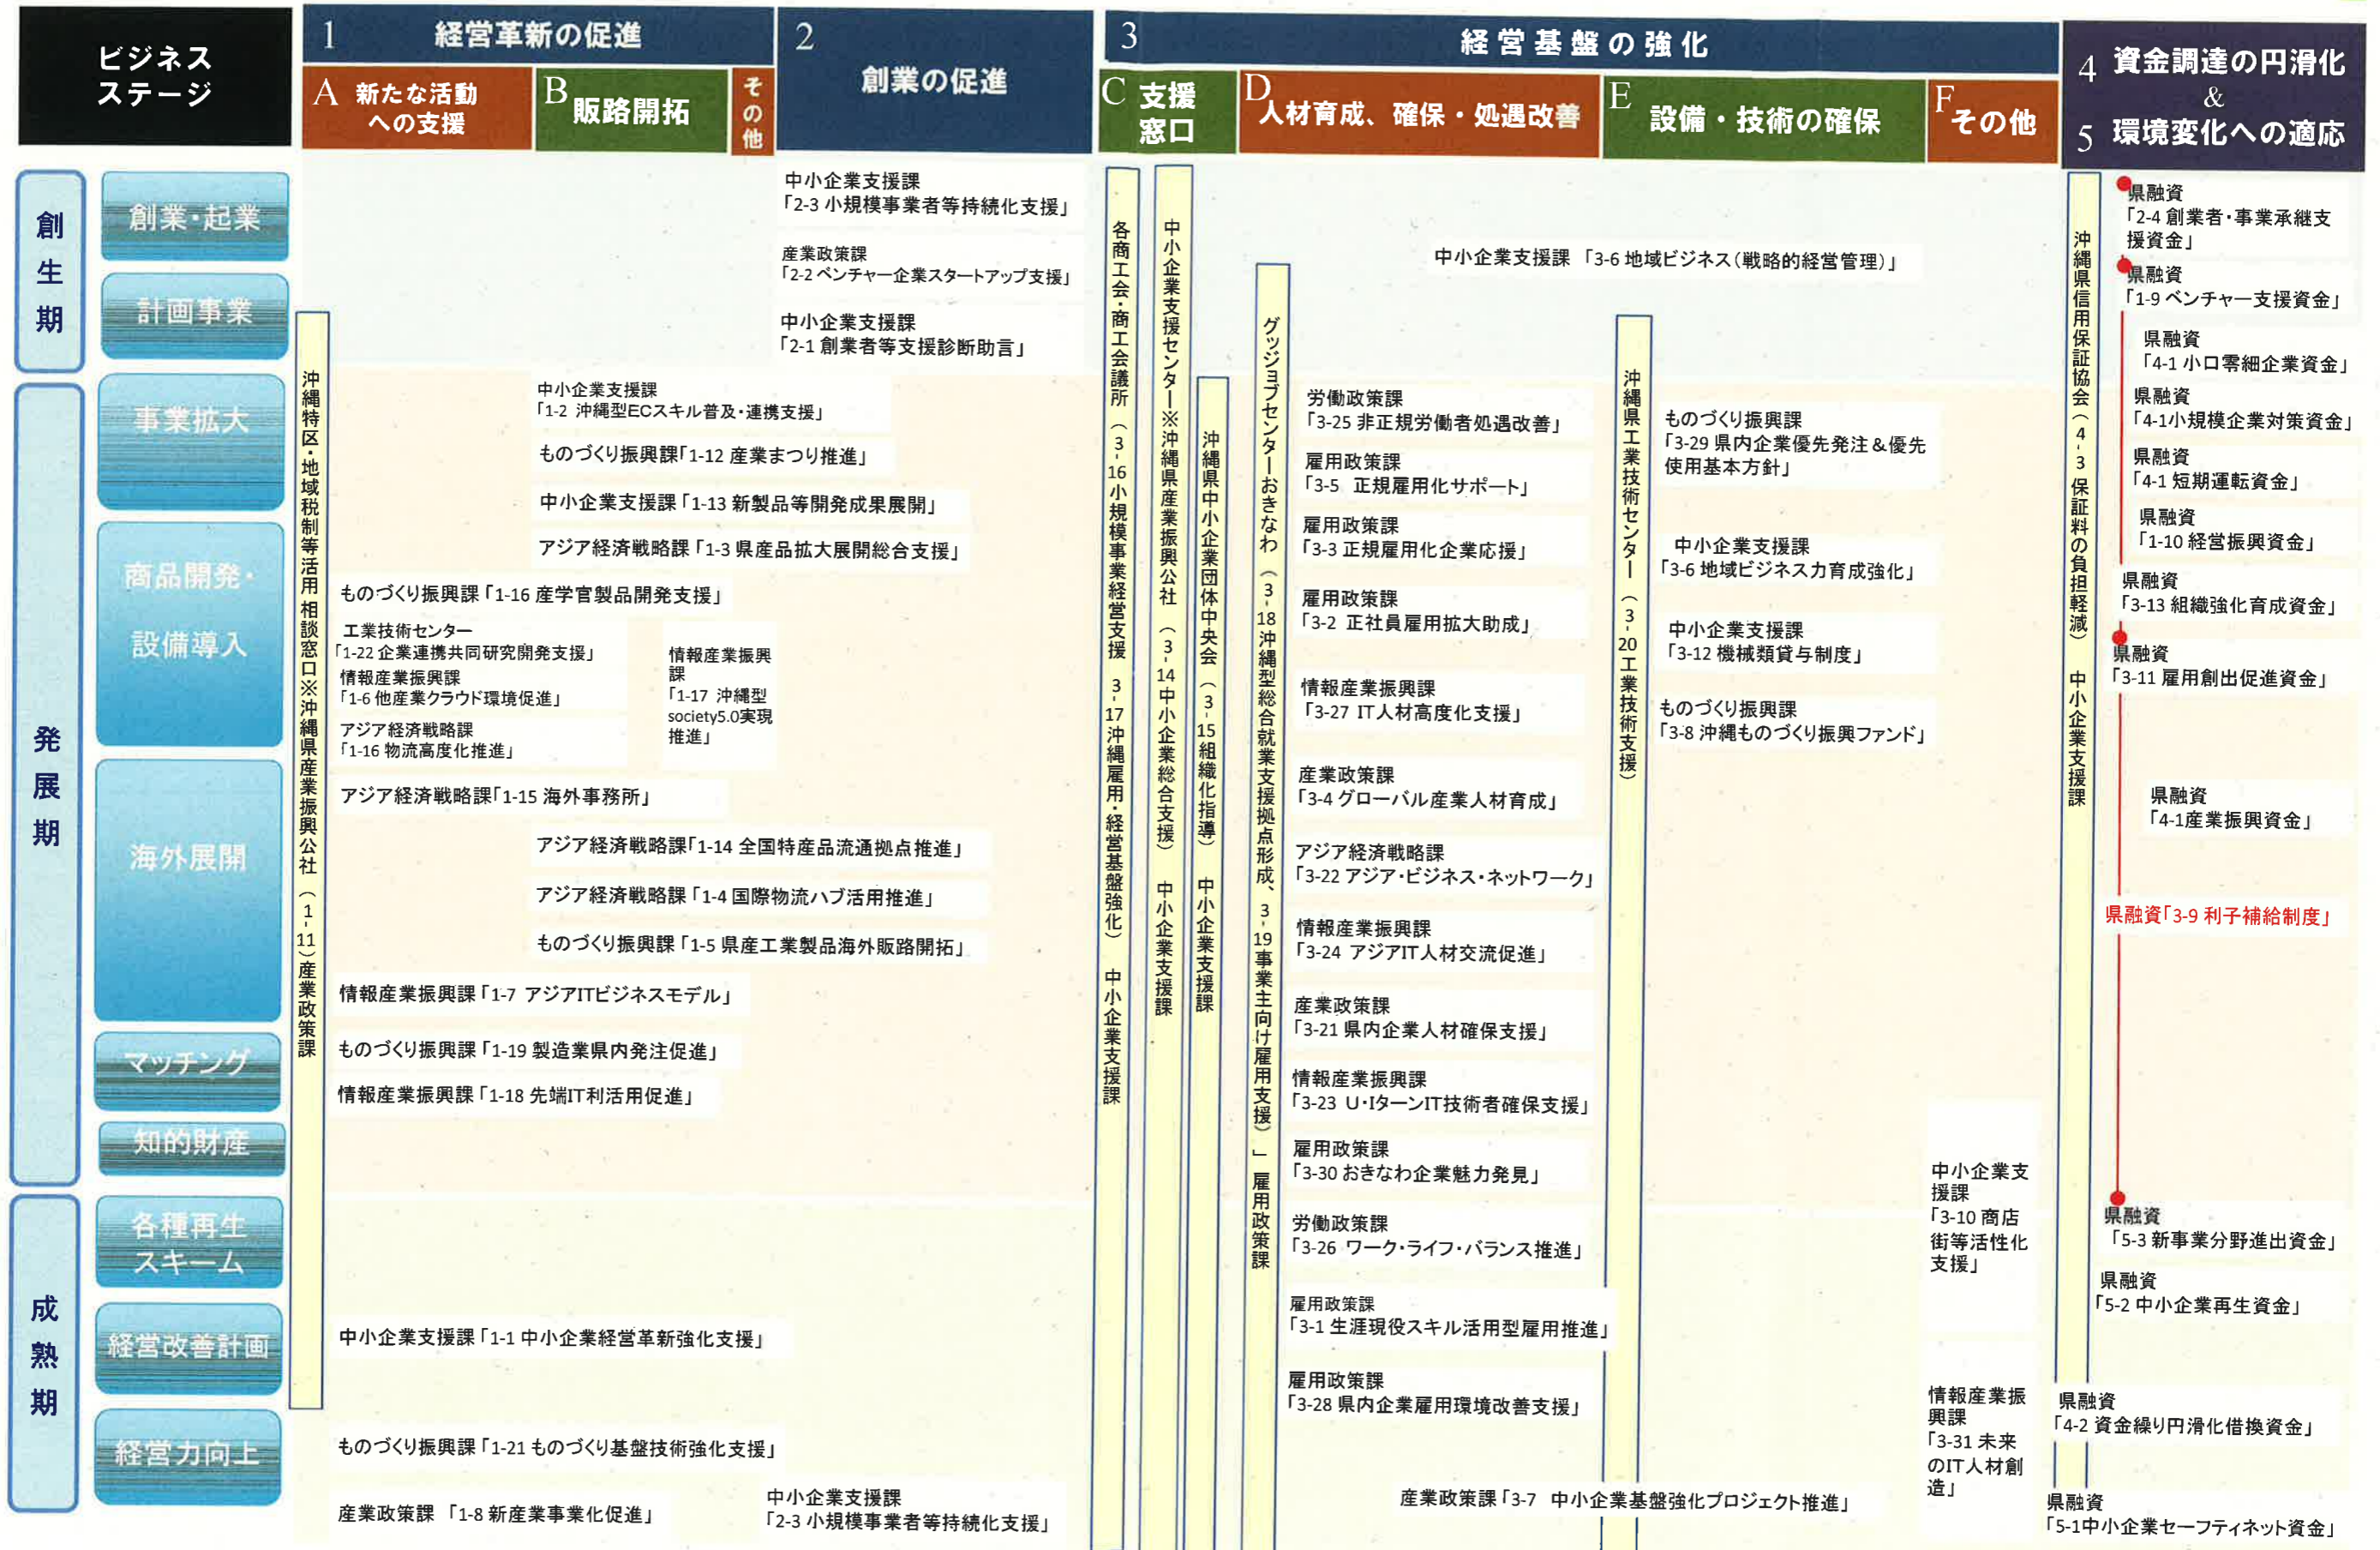 ビジネス
ステージ
1 経営革新の促進
A 新たな活動
への支援
B 販路開拓
その他
2
創業の促進
3 経営基盤の強化
C 支援
窓口
D 人材育成、確保・処遇改善
E 設備・技術の確保
F その他
4 資金調達の円滑化
&
5 環境変化への適応
創生期
創業・起業
計画事業
発展期
事業拡大
商品開発・
設備導入
海外展開
マッチング
知的財産
成熟期
各種再生
スキーム
経営改善計画
経営力向上
沖縄特区・地域税制等活用 相談窓口※沖縄県産業振興公社（1-11）産業政策課
中小企業支援課
「1-2 沖縄型ECスキル普及・連携支援」
ものづくり振興課「1-12 産業まつり推進」
中小企業支援課「1-13 新製品等開発成果展開」
アジア経済戦略課「1-3 県産品拡大展開総合支援」
ものづくり振興課「1-16 産学官製品開発支援」
工業技術センター
「1-22 企業連携共同研究開発支援」
情報産業振興課
「1-6 他産業クラウド環境促進」
アジア経済戦略課
「1-16 物流高度化推進」
情報産業振興
課
「1-17 沖縄型
society5.0実現
推進」
アジア経済戦略課「1-15 海外事務所」
アジア経済戦略課「1-14 全国特産品流通拠点推進」
アジア経済戦略課「1-4 国際物流ハブ活用推進」
ものづくり振興課「1-5 県産工業製品海外販路開拓」
情報産業振興課「1-7 アジアITビジネスモデル」
ものづくり振興課「1-19 製造業県内発注促進」
情報産業振興課「1-18 先端IT利活用促進」
中小企業支援課「1-1 中小企業経営革新強化支援」
ものづくり振興課「1-21 ものづくり基盤技術強化支援」
産業政策課 「1-8 新産業事業化促進」
中小企業支援課
「2-3 小規模事業者等持続化支援」
産業政策課
「2-2 ベンチャー企業スタートアップ支援」
中小企業支援課
「2-1 創業者等支援診断助言」
中小企業支援課
「2-3 小規模事業者等持続化支援」
各商工会・商工会議所（3-16小規模事業経営支援 3-17沖縄雇用・経営基盤強化） 中小企業支援課
中小企業支援センター※沖縄県産業振興公社（3-14中小企業総合支援） 中小企業支援課
沖縄県中小企業団体中央会（3-15組織化指導） 中小企業支援課
グッジョブセンターおきなわ（3-18沖縄型総合就業支援拠点形成、3-19事業主向け雇用支援）」雇用政策課
中小企業支援課 「3-6 地域ビジネス（戦略的経営管理）」
労働政策課
「3-25 非正規労働者処遇改善」
雇用政策課
「3-5 正規雇用化サポート」
雇用政策課
「3-3 正規雇用化企業応援」
雇用政策課
「3-2 正社員雇用拡大助成」
情報産業振興課
「3-27 IT人材高度化支援」
産業政策課
「3-4 グローバル産業人材育成」
アジア経済戦略課
「3-22 アジア・ビジネス・ネットワーク」
情報産業振興課
「3-24 アジアIT人材交流促進」
産業政策課
「3-21 県内企業人材確保支援」
情報産業振興課
「3-23 U・IターンIT技術者確保支援」
雇用政策課
「3-30 おきなわ企業魅力発見」
労働政策課
「3-26 ワーク・ライフ・バランス推進」
雇用政策課
「3-1 生涯現役スキル活用型雇用推進」
雇用政策課
「3-28 県内企業雇用環境改善支援」
産業政策課「3-7 中小企業基盤強化プロジェクト推進」
沖縄県工業技術センター（3-20工業技術支援）
ものづくり振興課
「3-29 県内企業優先発注＆優先
使用基本方針」
中小企業支援課
「3-6 地域ビジネス力育成強化」
中小企業支援課
「3-12 機械類貸与制度」
ものづくり振興課
「3-8 沖縄ものづくり振興ファンド」
中小企業支
援課
「3-10 商店
街等活性化
支援」
情報産業振
興課
「3-31 未来
のIT人材創
造」
沖縄県信用保証協会（4-3保証料の負担軽減） 中小企業支援課
県融資
「2-4 創業者・事業承継支
援資金」
県融資
「1-9 ベンチャー支援資金」
県融資
「4-1 小口零細企業資金」
県融資
「4-1小規模企業対策資金」
県融資
「4-1 短期運転資金」
県融資
「1-10 経営振興資金」
県融資
「3-13 組織強化育成資金」
県融資
「3-11 雇用創出促進資金」
県融資
「4-1産業振興資金」
県融資「3-9 利子補給制度」
県融資
「5-3 新事業分野進出資金」
県融資
「5-2 中小企業再生資金」
県融資
「4-2 資金繰り円滑化借換資金」
県融資
「5-1中小企業セーフティネット資金」